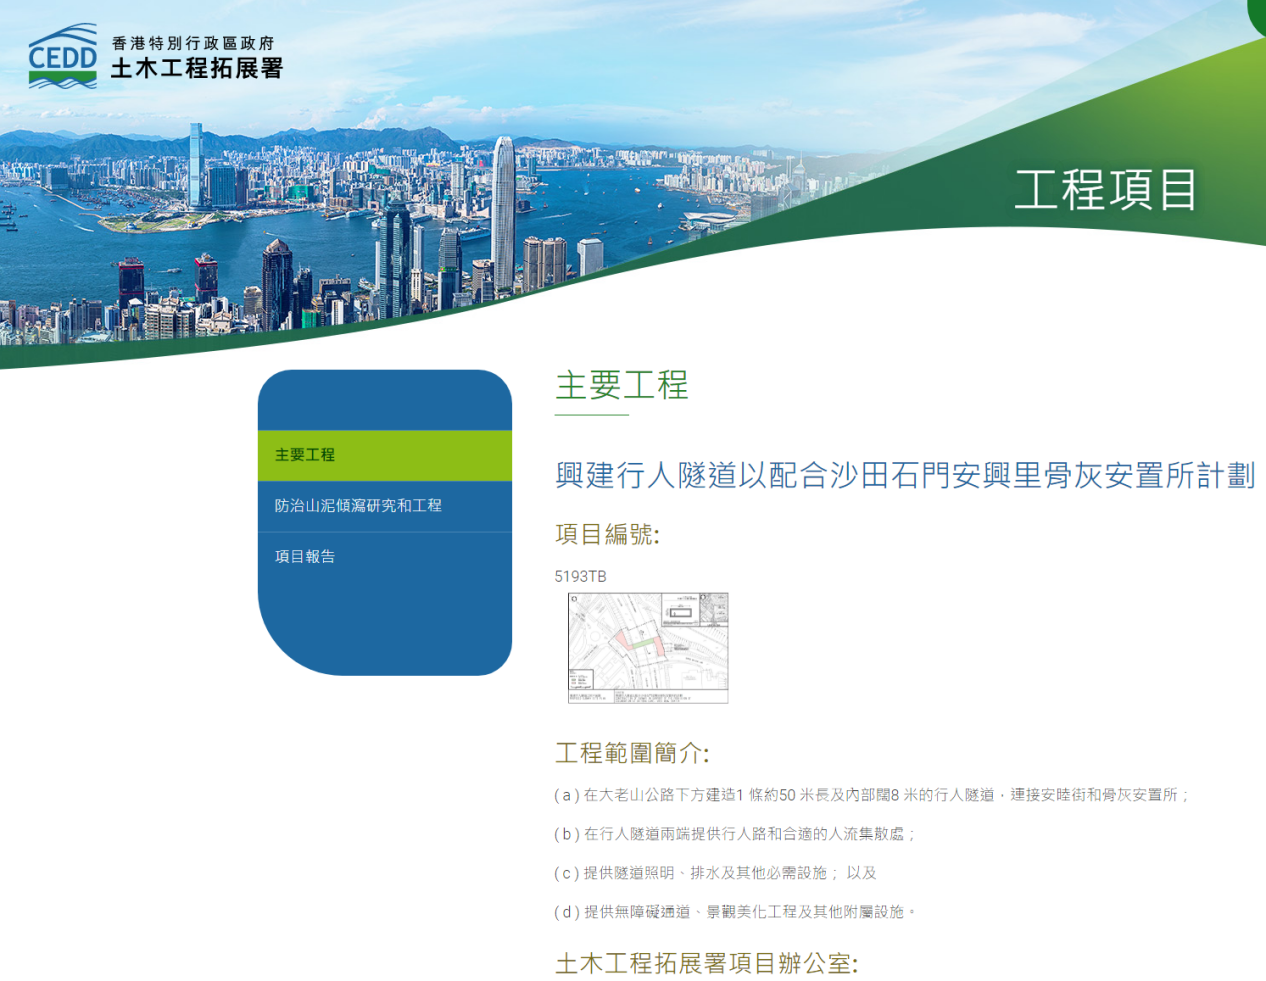 CEDD
香港特別行政區政府
土木工程拓展署
工程項目
主要工程
防治山泥傾瀉研究和工程
項目報告
主要工程
興建行人隧道以配合沙田石門安興里骨灰安置所計劃
項目編號:
5193TB
工程範圍簡介:
( a ) 在大老山公路下方建造1 條約50 米長及內部闊8 米的行人隧道，連接安睦街和骨灰安置所；
( b ) 在行人隧道兩端提供行人路和合適的人流集散處；
( c ) 提供隧道照明、排水及其他必需設施； 以及
( d ) 提供無障礙通道、景觀美化工程及其他附屬設施。
土木工程拓展署項目辦公室: